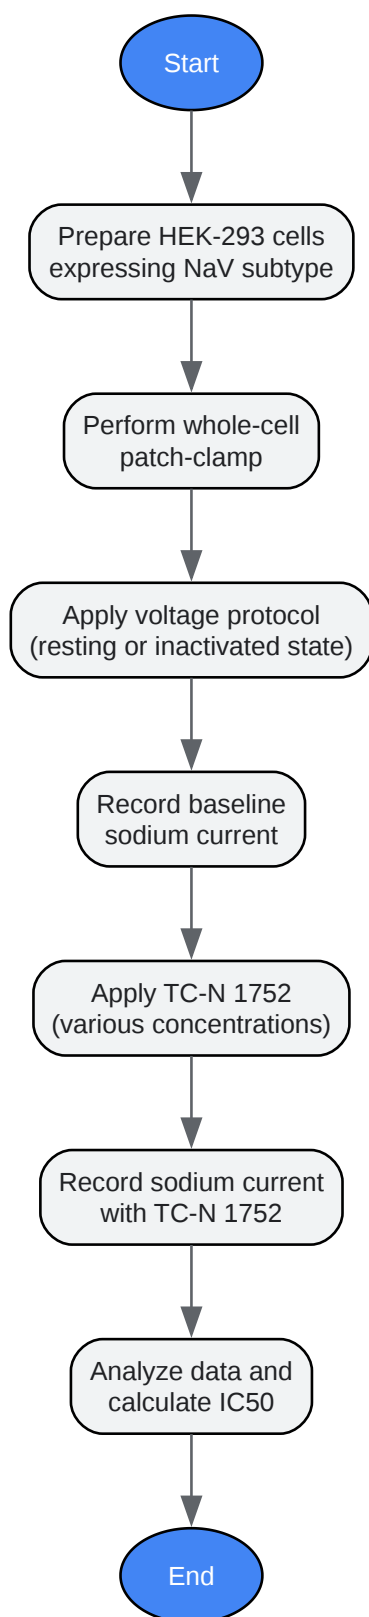 Start
Prepare HEK-293 cells
expressing NaV subtype
Perform whole-cell
patch-clamp
Apply voltage protocol
(resting or inactivated state)
Record baseline
sodium current
Apply TC-N 1752
(various concentrations)
Record sodium current
with TC-N 1752
Analyze data and
calculate IC50
End